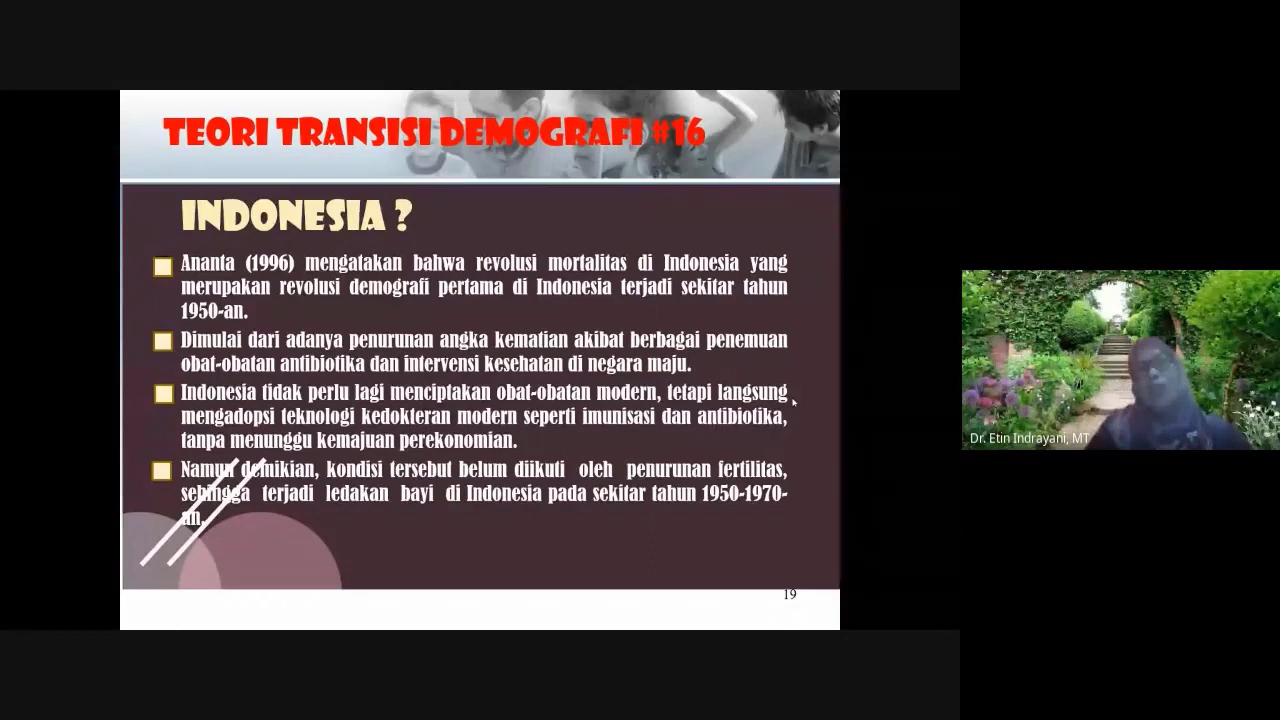 TEORI TRANSISI DEMOGRAFI #16
INDONESIA ?
Ananta (1996) mengatakan bahwa revolusi mortalitas di Indonesia yang
merupakan revolusi demografi pertama di Indonesia terjadi sekitar tahun
1950-an.
Dimulai dari adanya penurunan angka kematian akibat berbagai penemuan
obat-obatan antibiotika dan intervensi kesehatan di negara maju.
Indonesia tidak perlu lagi menciptakan obat-obatan modern, tetapi langsung
mengadopsi teknologi kedokteran modern seperti imunisasi dan antibiotika,
tanpa menunggu kemajuan perekonomian.
Namun demikian, kondisi tersebut belum diikuti oleh penurunan fertilitas,
sehingga terjadi ledakan bayi di Indonesia pada sekitar tahun 1950-1970-
an.
19
Dr. Etin Indrayani, MT